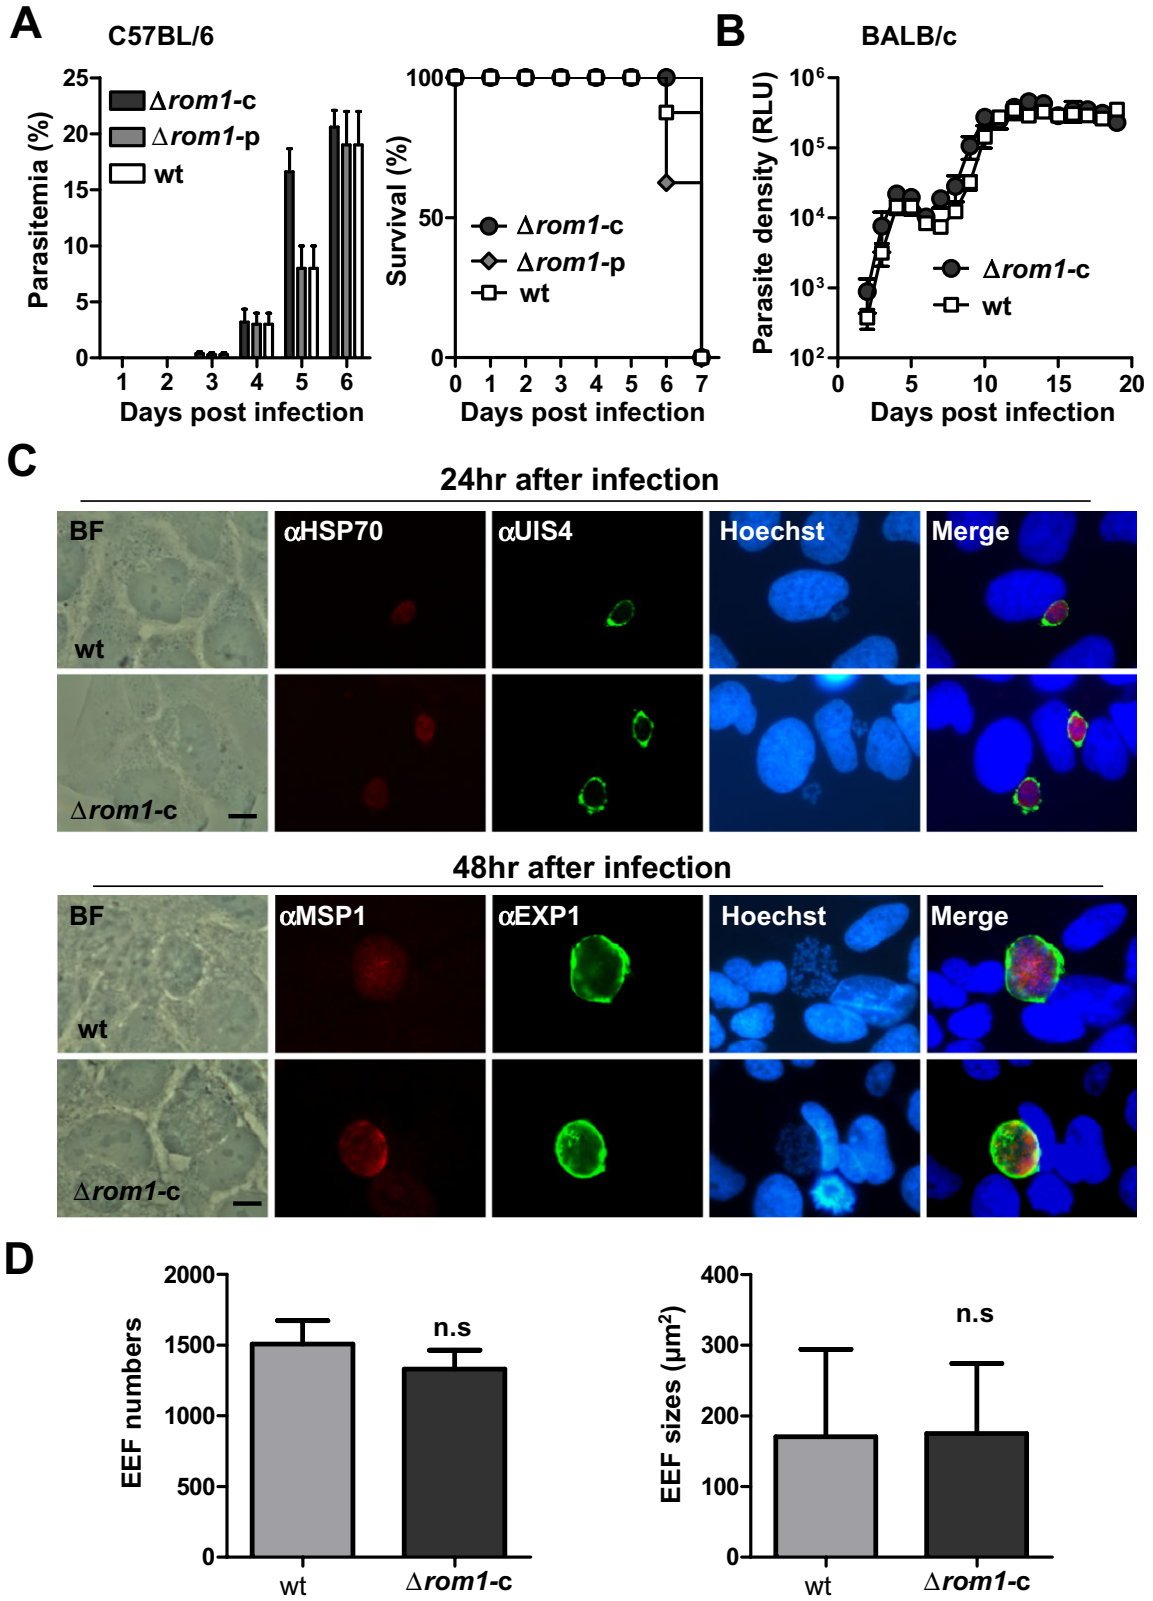 A
C57BL/6
Parasitemia (%)
25
20
15
10
5
0
Δrom1-c
Δrom1-p
wt
1 2 3 4 5 6
Days post infection
Survival (%)
100
50
0
Δrom1-c
Δrom1-p
wt
0 1 2 3 4 5 6 7
Days post infection
B
BALB/c
Parasite density (RLU)
10⁶
10⁵
10⁴
10³
10²
Δrom1-c
wt
0 5 10 15 20
Days post infection
C
24hr after infection
BF αHSP70 αUIS4 Hoechst Merge
wt
Δrom1-c
48hr after infection
BF αMSP1 αEXP1 Hoechst Merge
wt
Δrom1-c
D
EEF numbers
2000
1500
1000
500
0
n.s
wt Δrom1-c
EEF sizes (µm²)
400
300
200
100
0
n.s
wt Δrom1-c